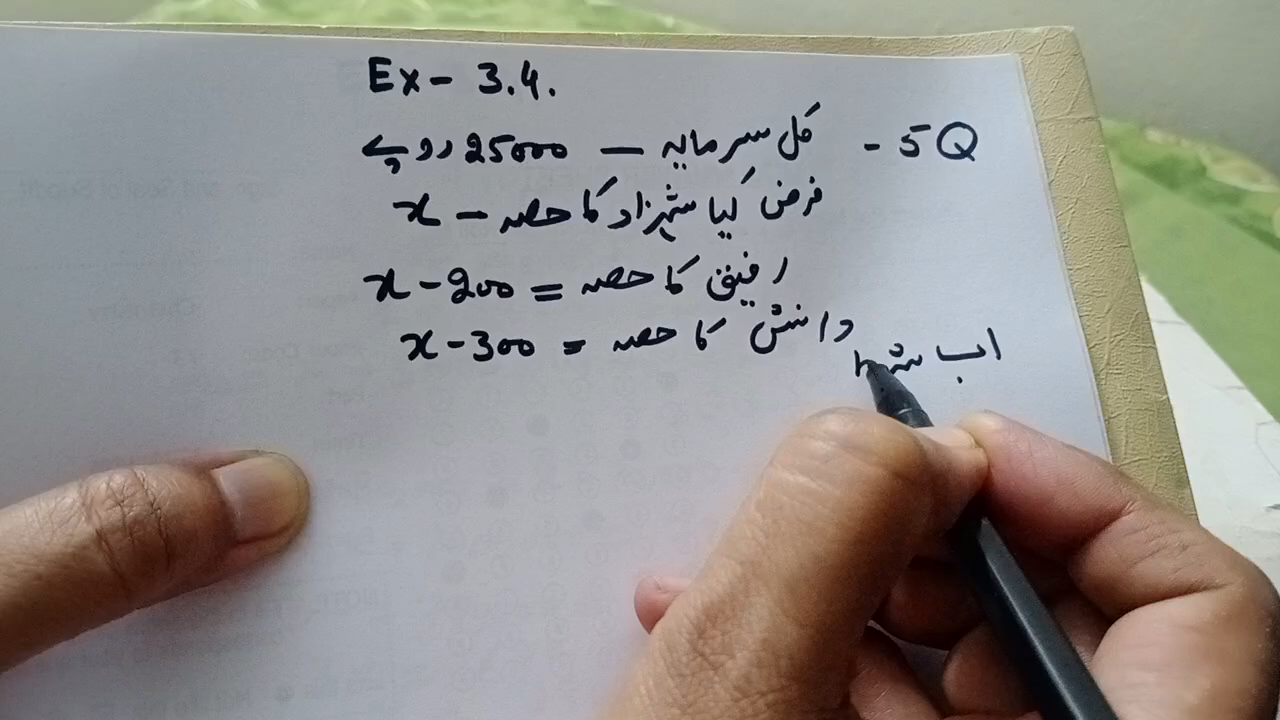 Ex - 3.4.
5Q - کل سرمایہ — 25000 روپے
فرض کیا شہزاد کا حصہ — x
رفیق کا حصہ = x - 200
دانش کا حصہ = x - 300
اب شہ